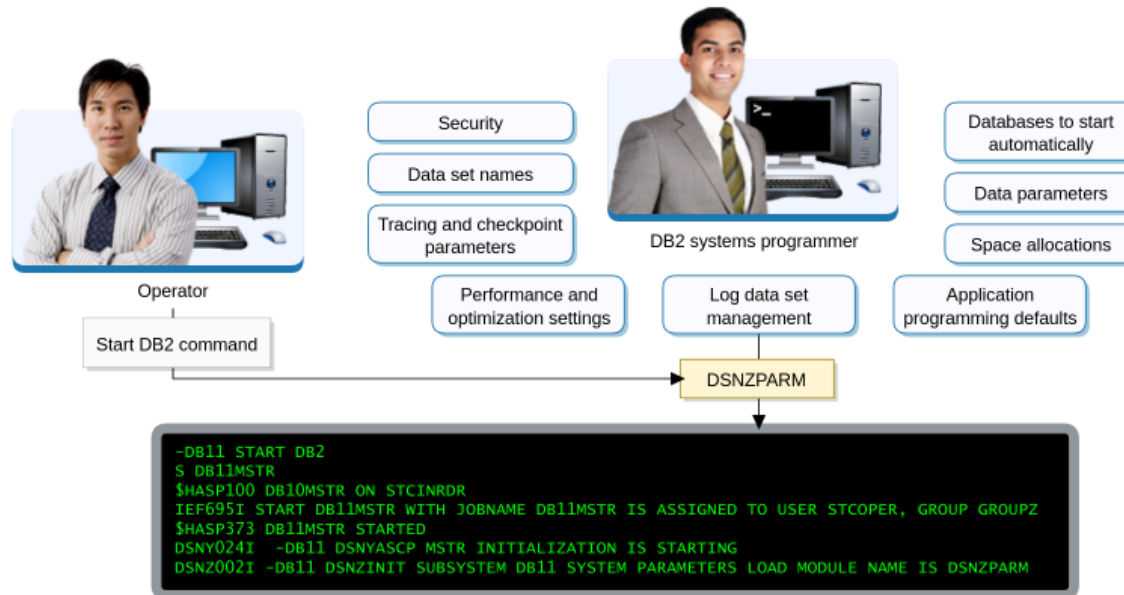 Security
Data set names
Tracing and checkpoint
parameters
>_
Databases to start
automatically
Data parameters
Space allocations
DB2 systems programmer
Operator
Performance and
optimization settings
Log data set
management
Application
programming defaults
Start DB2 command
DSNZPARM
-DB11 START DB2
S DB11MSTR
$HASP100 DB10MSTR ON STCINRDR
IEF695I START DB11MSTR WITH JOBNAME DB11MSTR IS ASSIGNED TO USER STCOPER, GROUP GROUPZ
$HASP373 DB11MSTR STARTED
DSNY024I -DB11 DSNYASCP MSTR INITIALIZATION IS STARTING
DSNZ002I -DB11 DSNZINIT SUBSYSTEM DB11 SYSTEM PARAMETERS LOAD MODULE NAME IS DSNZPARM